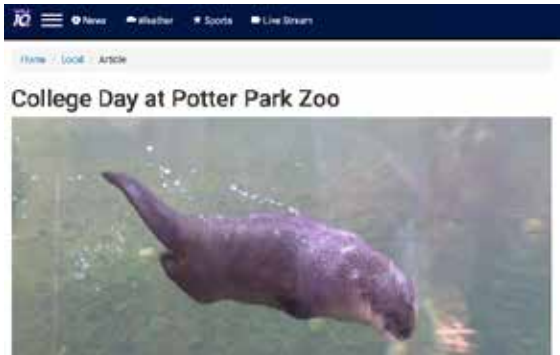 10 News Weather Sports Live Stream
Home / Local / Article
College Day at Potter Park Zoo